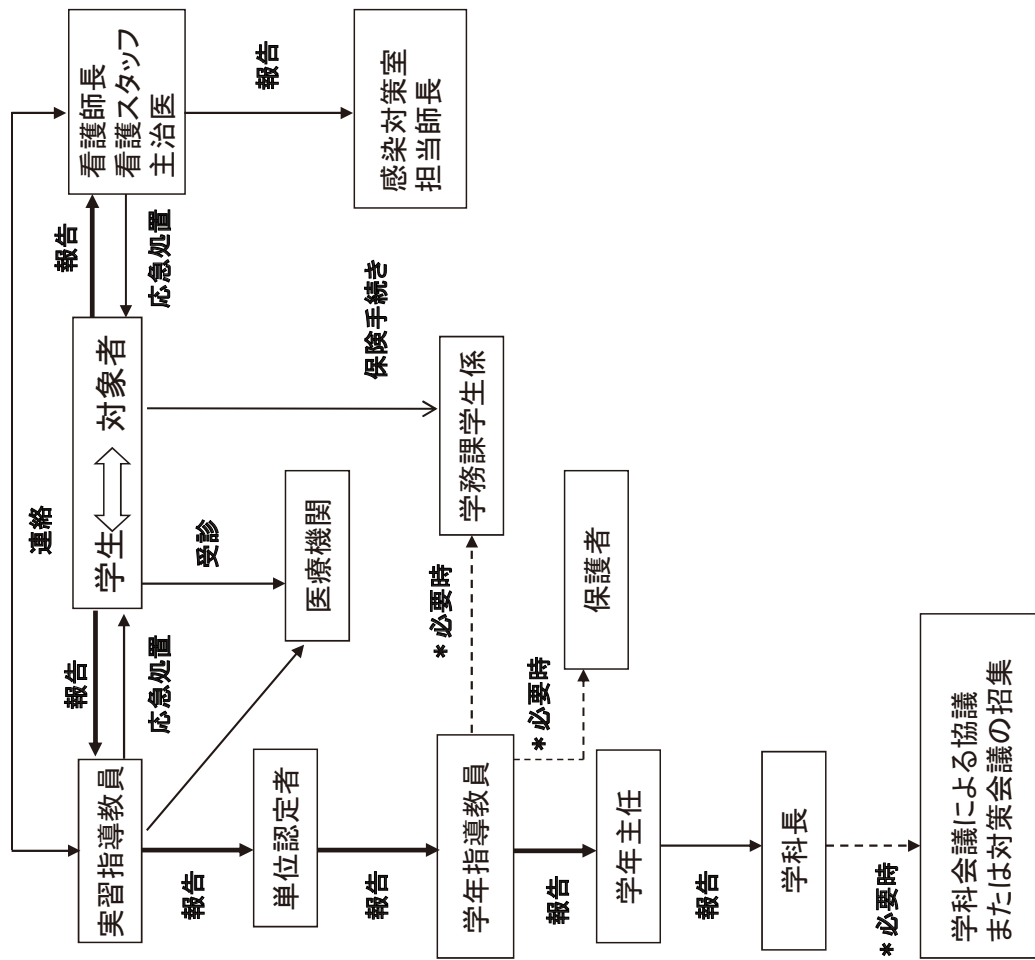 連絡
実習指導教員
報告
応急処置
学生
対象者
報告
応急処置
看護師長
看護スタッフ
主治医
報告
受診
保険手続き
報告
単位認定者
医療機関
感染対策室
担当師長
報告
学年指導教員
*必要時
学務課学生係
*必要時
保護者
報告
学年主任
報告
学科長
*必要時
学科会議による協議
または対策会議の招集